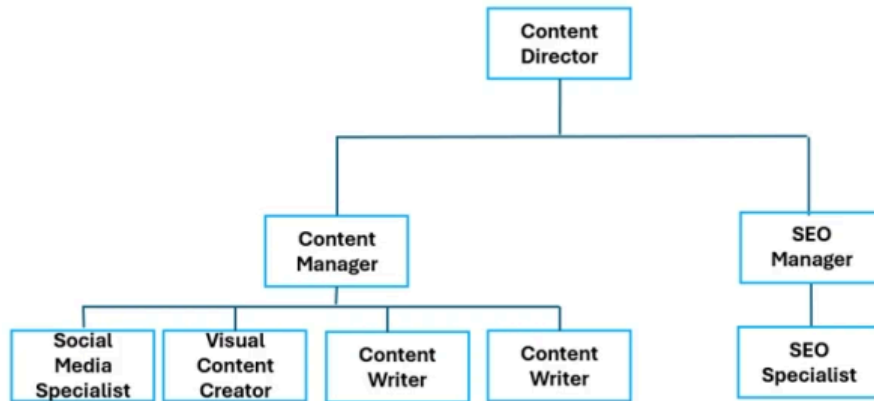 Content
Director
Content
Manager
SEO
Manager
Social
Media
Specialist
Visual
Content
Creator
Content
Writer
Content
Writer
SEO
Specialist